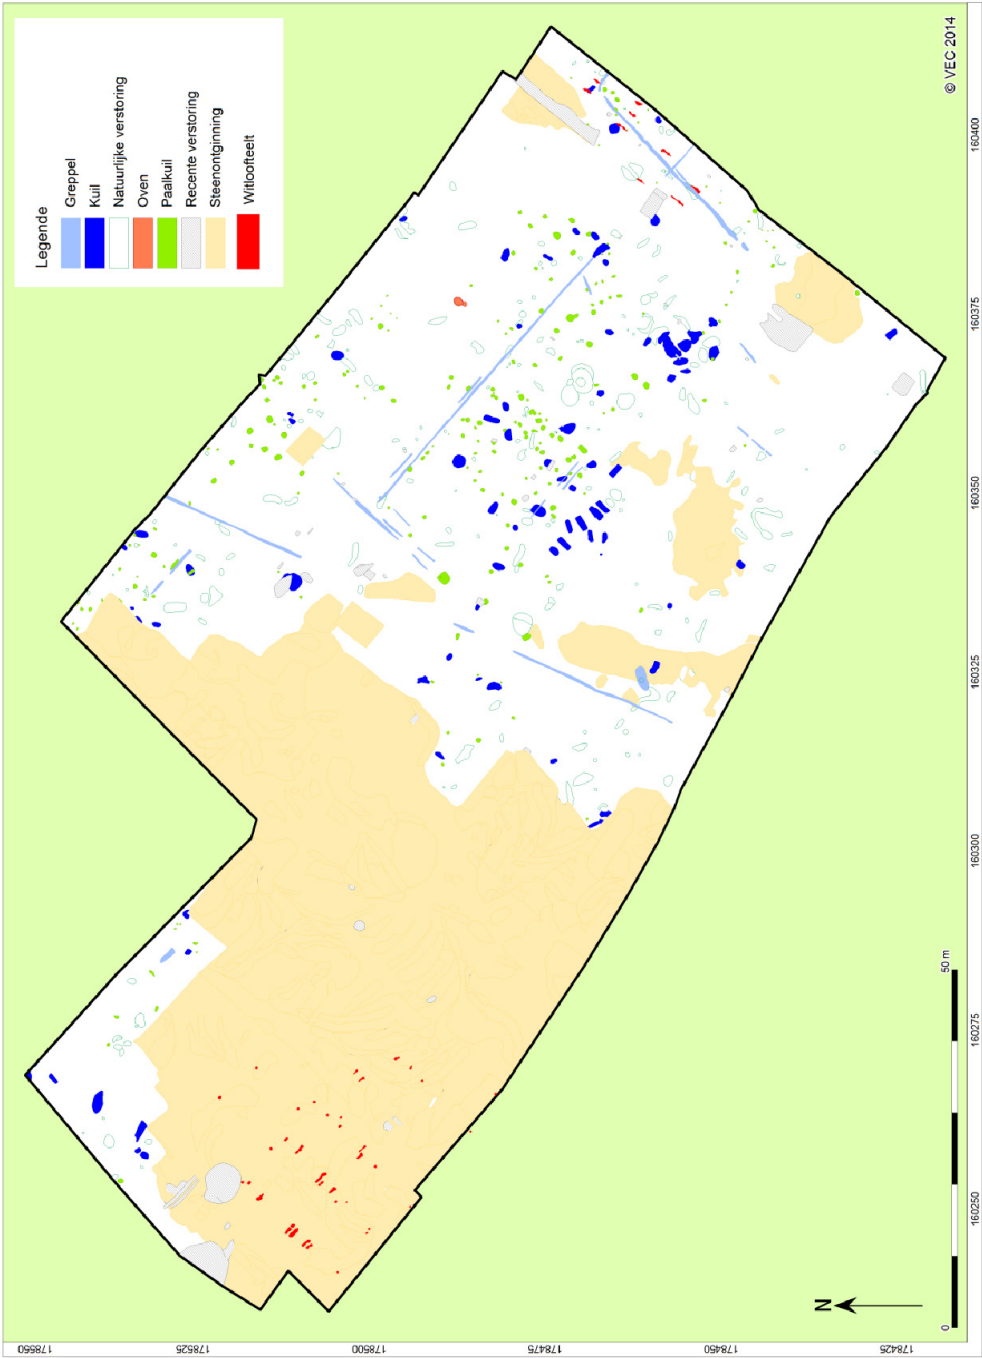 Legende
Greppel
Kuil
Natuurlijke verstoring
Oven
Paalkuil
Recente verstoring
Steenontginning
Witloofteelt
© VEC 2014
178550
178525
178500
178475
178450
178425
160250
160275
160300
160325
160350
160375
160400
N
0
50 m